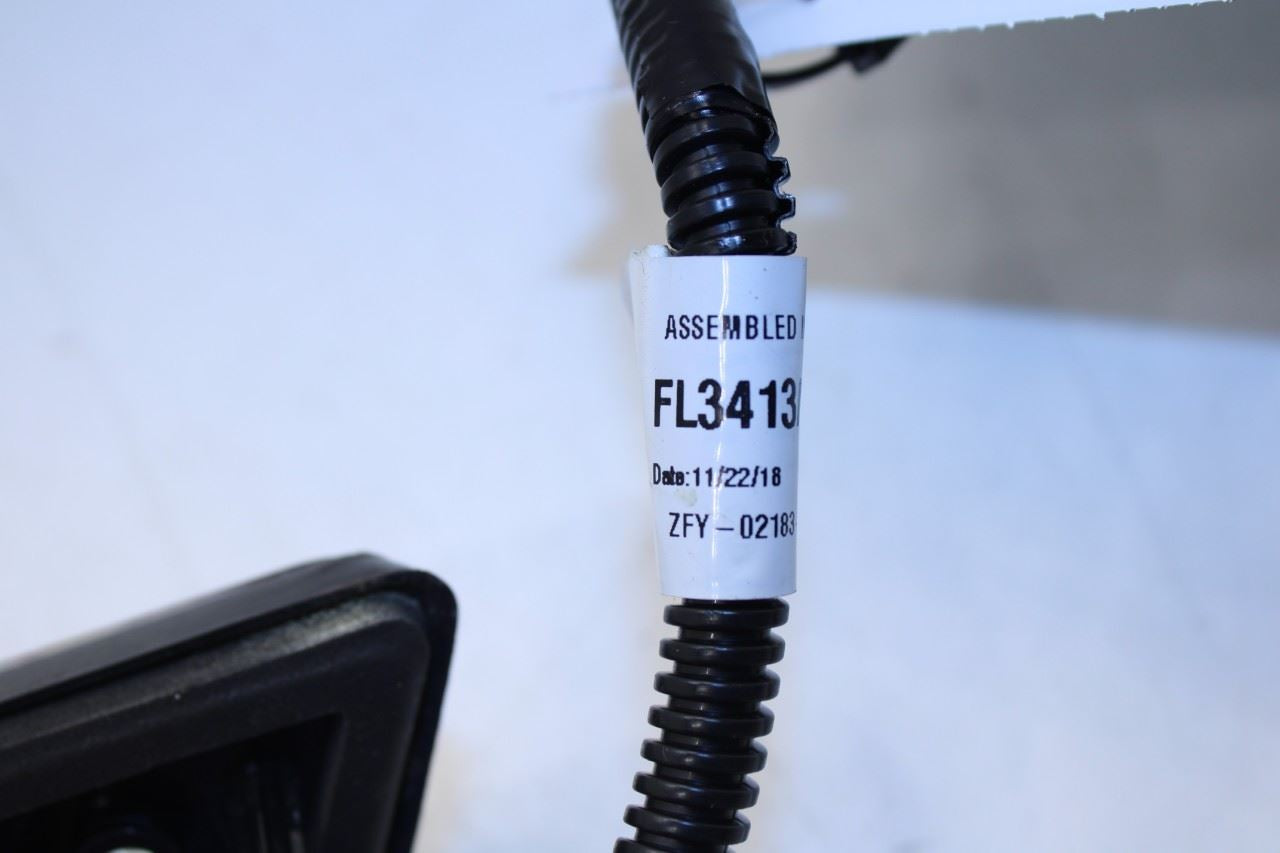 ASSEMBLED
FL3413
Date:11/22/18
ZFY-02183